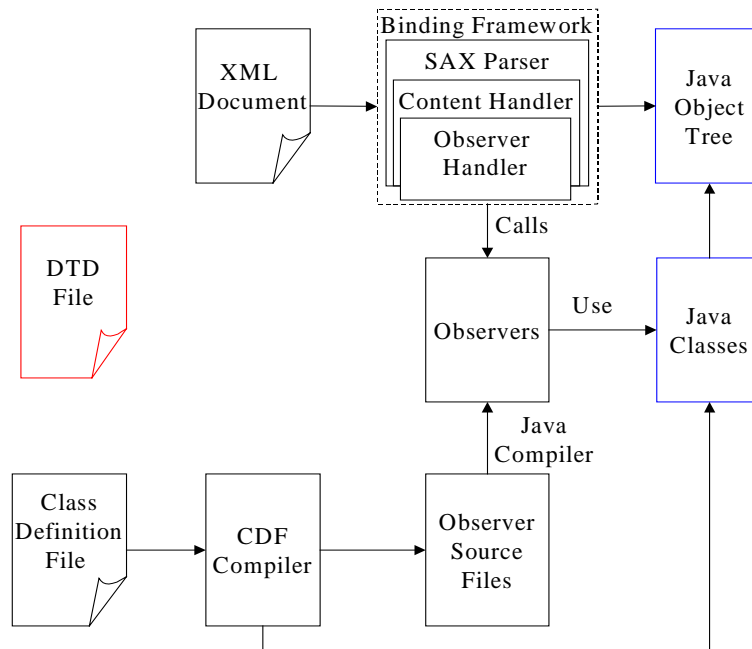 Binding Framework
SAX Parser
Content Handler
Observer
Handler
XML
Document
Java
Object
Tree
Calls
DTD
File
Observers
Use
Java
Classes
Java
Compiler
Class
Definition
File
CDF
Compiler
Observer
Source
Files